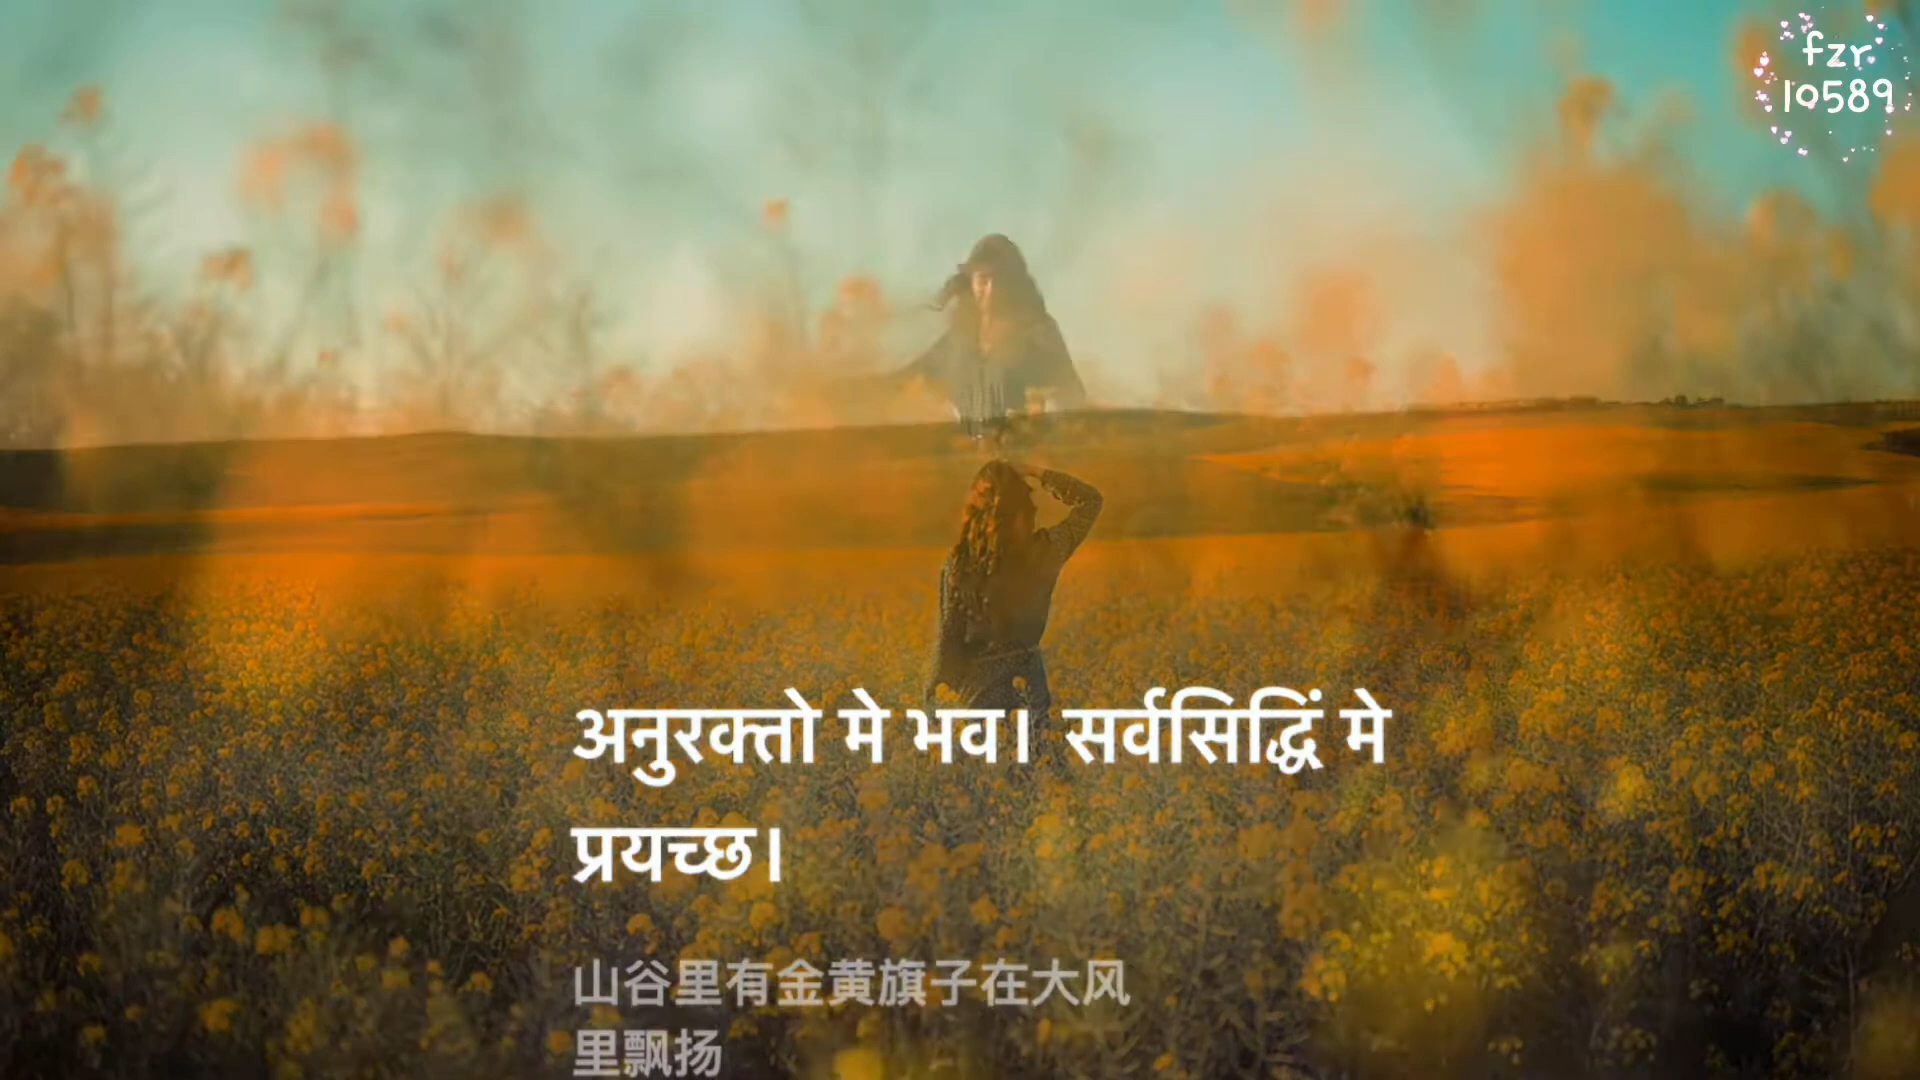 fzr
10589
अनुरक्तो मे भव। सर्वसिद्धिं मे
प्रयच्छ।
山谷里有金黄旗子在大风
里飘扬